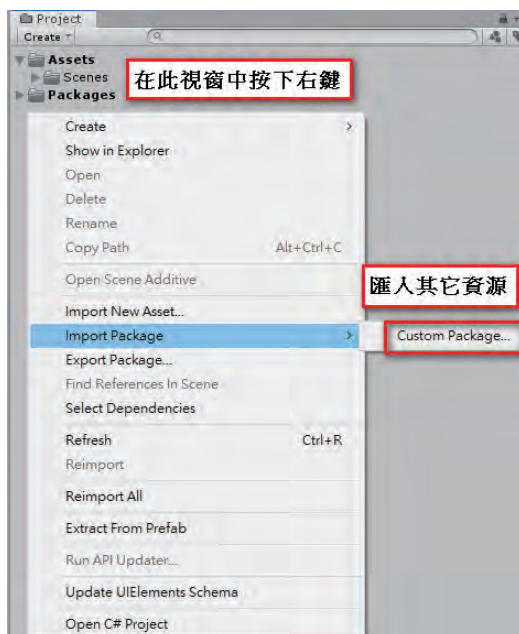 Project
Create
Assets
Scenes
Packages
在此視窗中按下右鍵
Create
Show in Explorer
Open
Delete
Rename
Copy Path Alt+Ctrl+C
Open Scene Additive
匯入其它資源
Import New Asset...
Import Package
Custom Package...
Export Package...
Find References In Scene
Select Dependencies
Refresh Ctrl+R
Reimport
Reimport All
Extract From Prefab
Run API Updater...
Update UIElements Schema
Open C# Project